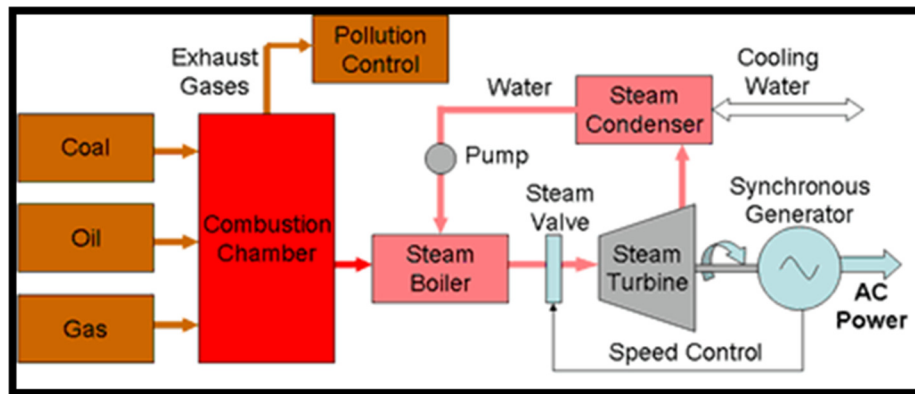 Pollution
Control
Exhaust
Gases
Cooling
Water
Water
Steam
Condenser
Coal
Pump
Steam
Valve
Synchronous
Generator
Oil
Combustion
Chamber
Steam
Boiler
Steam
Turbine
AC
Power
Gas
Speed Control